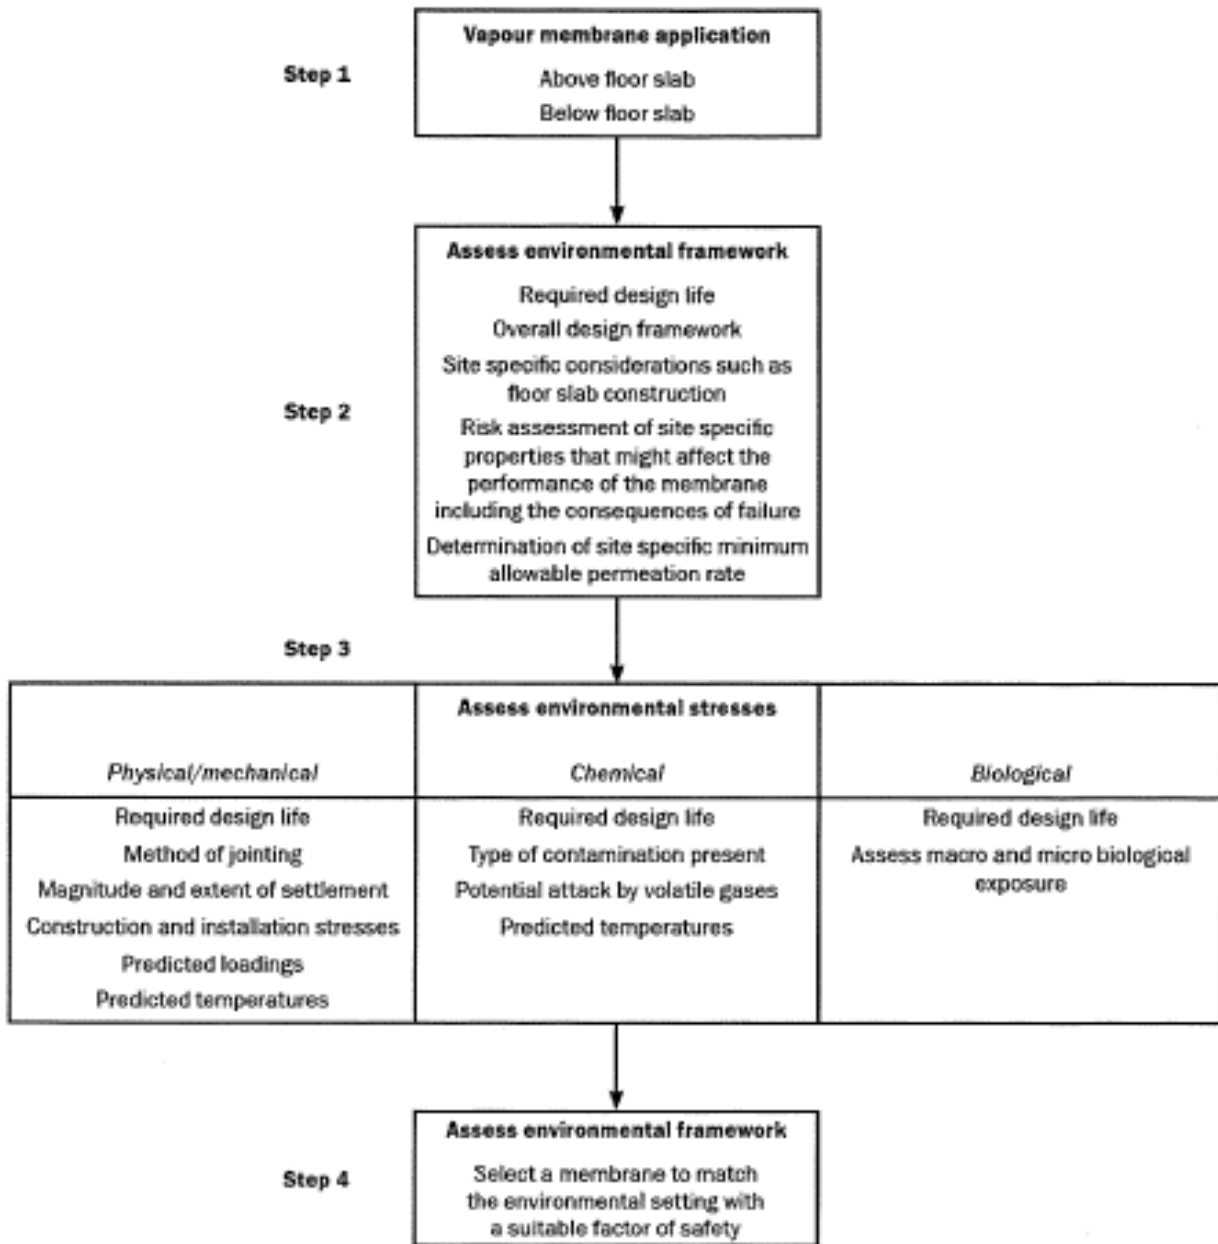 Vapour membrane application
Step 1
Above floor slab
Below floor slab
Assess environmental framework
Required design life
Overall design framework
Site specific considerations such as
floor slab construction
Step 2
Risk assessment of site specific
properties that might affect the
performance of the membrane
including the consequences of failure
Determination of site specific minimum
allowable permeation rate
Step 3
Assess environmental stresses
Physical/mechanical
Chemical
Biological
Required design life
Method of jointing
Magnitude and extent of settlement
Construction and installation stresses
Predicted loadings
Predicted temperatures
Required design life
Type of contamination present
Potential attack by volatile gases
Predicted temperatures
Required design life
Assess macro and micro biological
exposure
Assess environmental framework
Step 4
Select a membrane to match
the environmental setting with
a suitable factor of safety